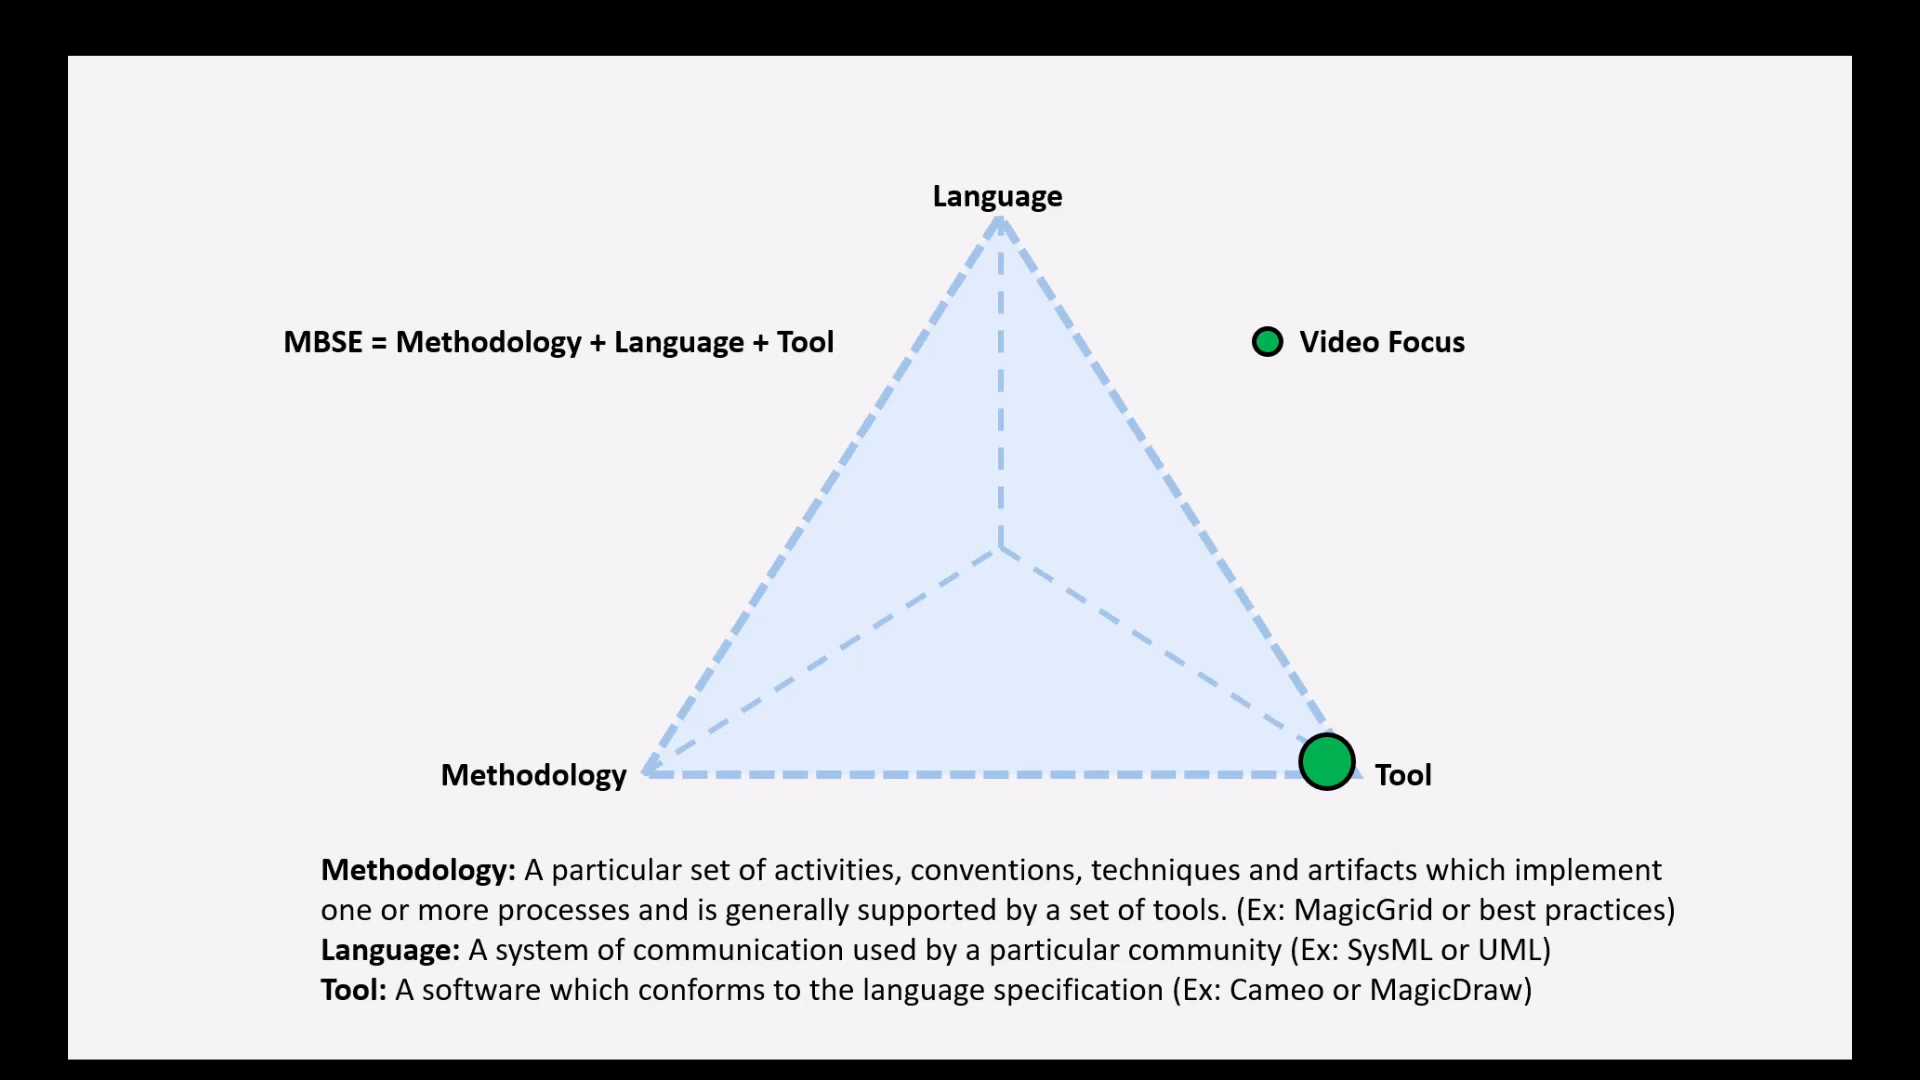 Language
MBSE = Methodology + Language + Tool
Video Focus
Methodology
Tool
Methodology: A particular set of activities, conventions, techniques and artifacts which implement
one or more processes and is generally supported by a set of tools. (Ex: MagicGrid or best practices)
Language: A system of communication used by a particular community (Ex: SysML or UML)
Tool: A software which conforms to the language specification (Ex: Cameo or MagicDraw)